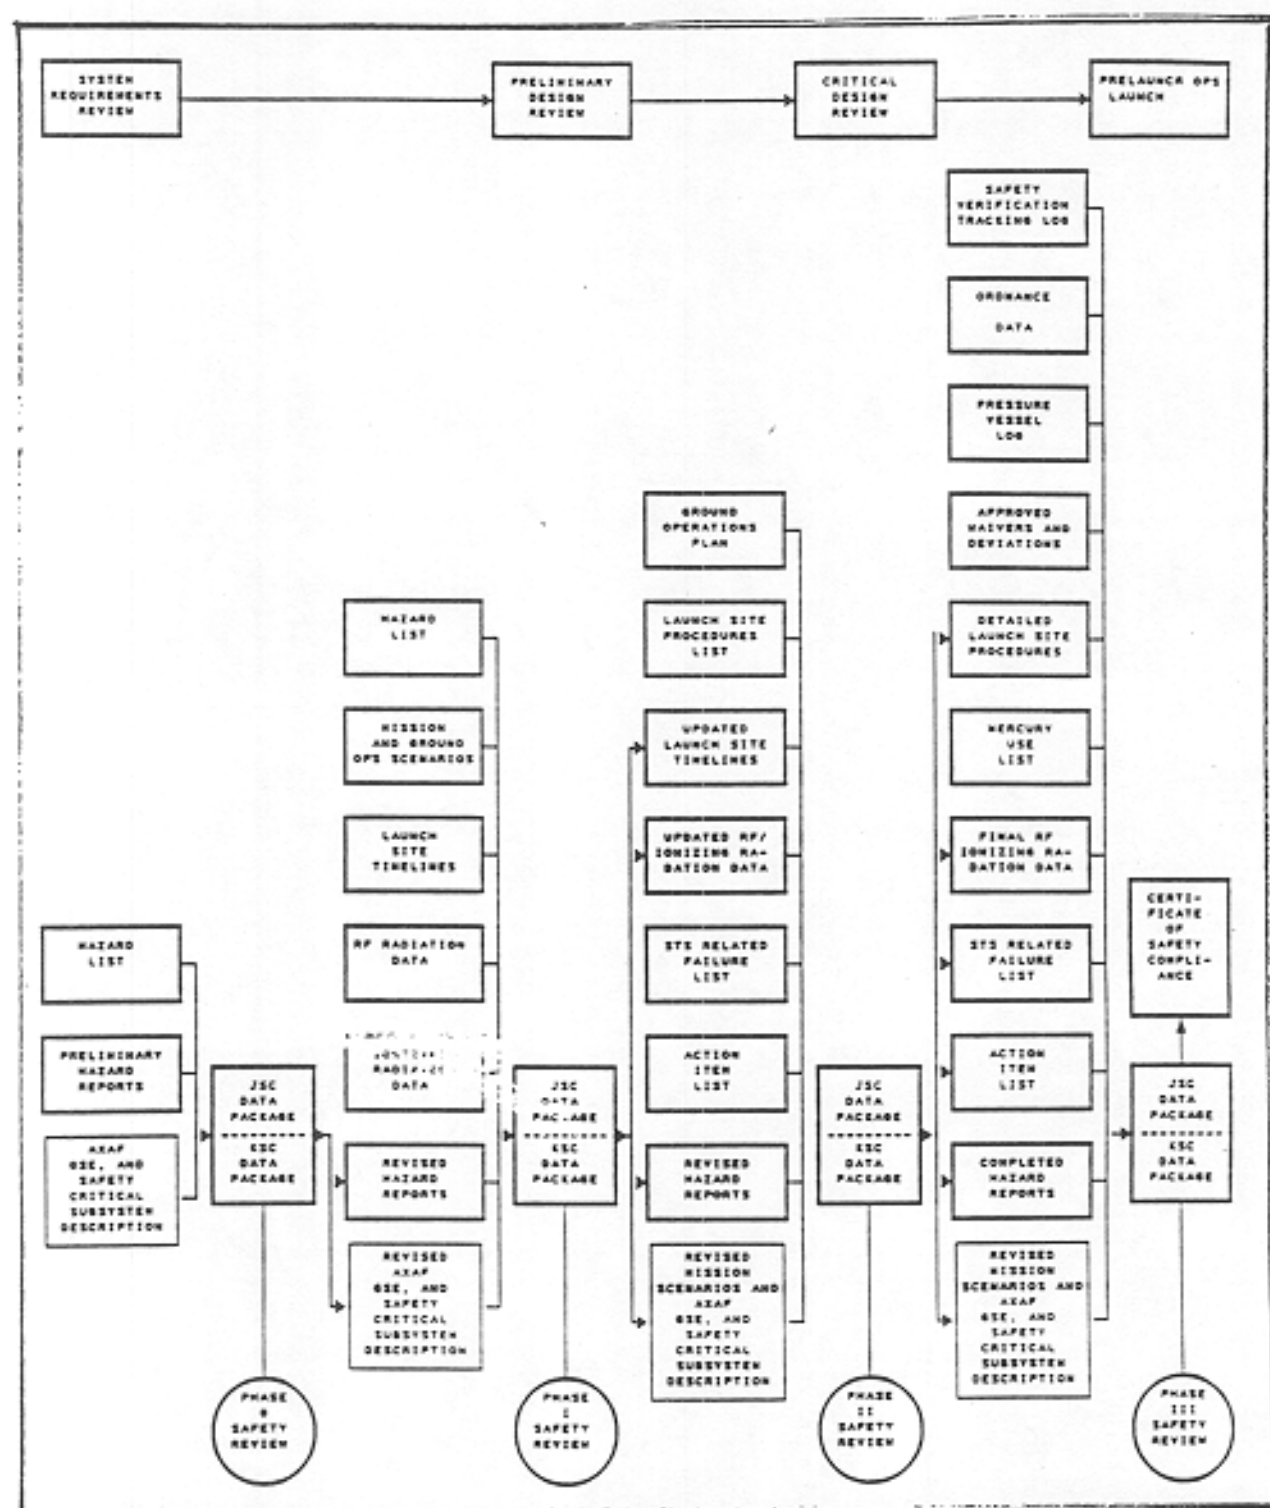 SYSTEM
REQUIREMENTS
REVIEW
PRELIMINARY
DESIGN
REVIEW
CRITICAL
DESIGN
REVIEW
PRELAUNCH OPS
LAUNCH
SAFETY
VERIFICATION
TRACKING LOG
ORDNANCE
DATA
PRESSURE
VESSEL
LOG
APPROVED
WAIVERS AND
DEVIATIONS
DETAILED
LAUNCH SITE
PROCEDURES
MERCURY
USE
LIST
FINAL RF
IONIZING RA-
DATION DATA
STS RELATED
FAILURE
LIST
ACTION
ITEM
LIST
COMPLETED
HAZARD
REPORTS
REVISED
MISSION
SCENARIOS AND
AXAF
GSE, AND
SAFETY
CRITICAL
SUBSYSTEM
DESCRIPTION
GROUND
OPERATIONS
PLAN
LAUNCH SITE
PROCEDURES
LIST
UPDATED
LAUNCH SITE
TIMELINES
UPDATED RF/
IONIZING RA-
DATION DATA
STS RELATED
FAILURE
LIST
ACTION
ITEM
LIST
REVISED
HAZARD
REPORTS
REVISED
MISSION
SCENARIOS AND
AXAF
GSE, AND
SAFETY
CRITICAL
SUBSYSTEM
DESCRIPTION
HAZARD
LIST
MISSION
AND GROUND
OPS SCENARIOS
LAUNCH
SITE
TIMELINES
RF RADIATION
DATA
DATA
REVISED
HAZARD
REPORTS
REVISED
AXAF
GSE, AND
SAFETY
CRITICAL
SUBSYSTEM
DESCRIPTION
HAZARD
LIST
PRELIMINARY
HAZARD
REPORTS
AXAF
GSE, AND
SAFETY
CRITICAL
SUBSYSTEM
DESCRIPTION
JSC
DATA
PACKAGE
KSC
DATA
PACKAGE
JSC
DATA
PACKAGE
KSC
DATA
PACKAGE
JSC
DATA
PACKAGE
KSC
DATA
PACKAGE
CERTI-
FICATE
OF
SAFETY
COMPLI-
ANCE
JSC
DATA
PACKAGE
KSC
DATA
PACKAGE
PHASE
0
SAFETY
REVIEW
PHASE
I
SAFETY
REVIEW
PHASE
II
SAFETY
REVIEW
PHASE
III
SAFETY
REVIEW